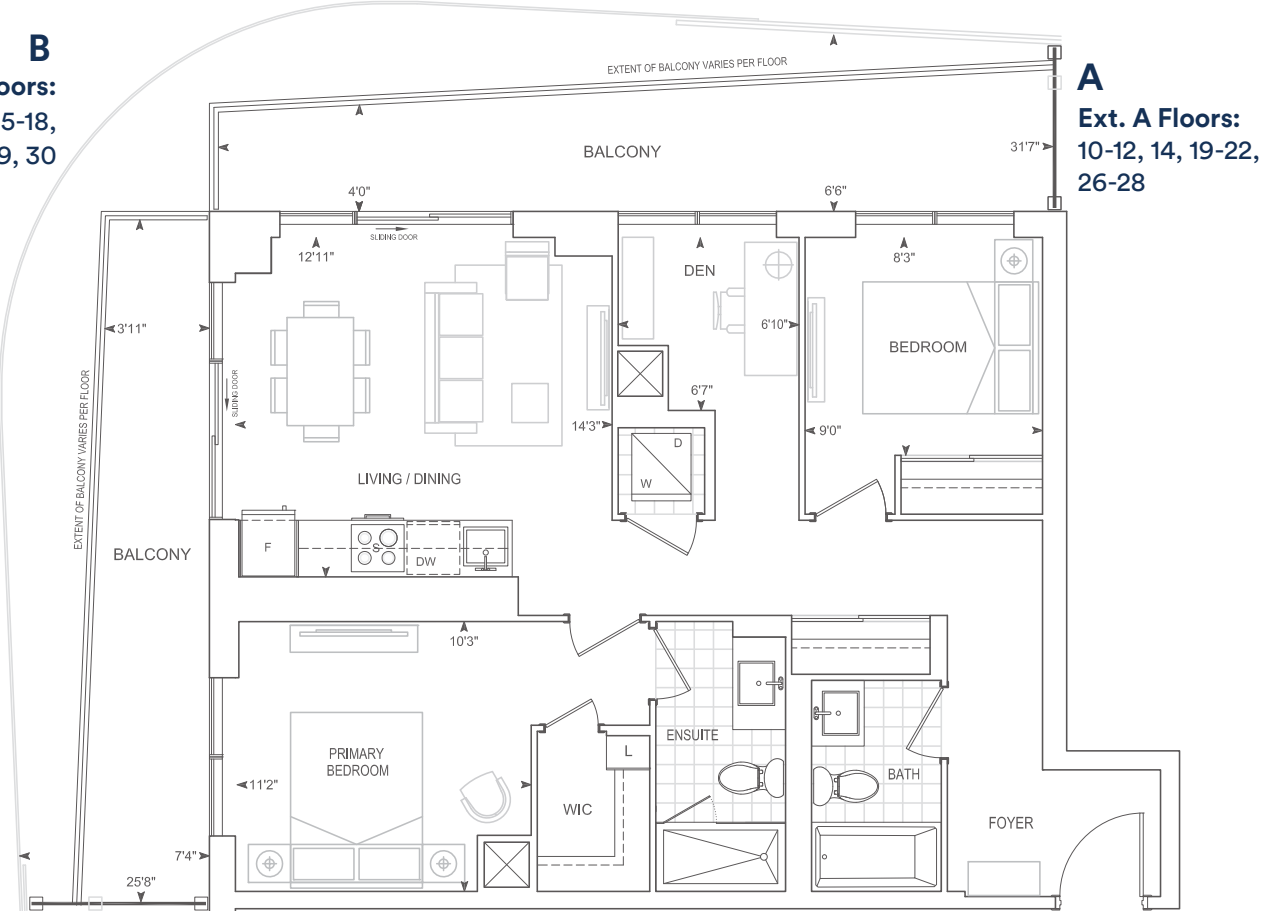 B
oors:
5-18,
9, 30
A
Ext. A Floors:
10-12, 14, 19-22,
26-28
EXTENT OF BALCONY VARIES PER FLOOR
BALCONY
31'7"
4'0"
6'6"
SLIDING DOOR
12'11"
DEN
8'3"
3'11"
6'10"
BEDROOM
SLIDING DOOR
EXTENT OF BALCONY VARIES PER FLOOR
6'7"
14'3"
9'0"
D
W
LIVING / DINING
F
S
DW
BALCONY
10'3"
ENSUITE
L
PRIMARY
BEDROOM
11'2"
WIC
BATH
FOYER
7'4"
25'8"